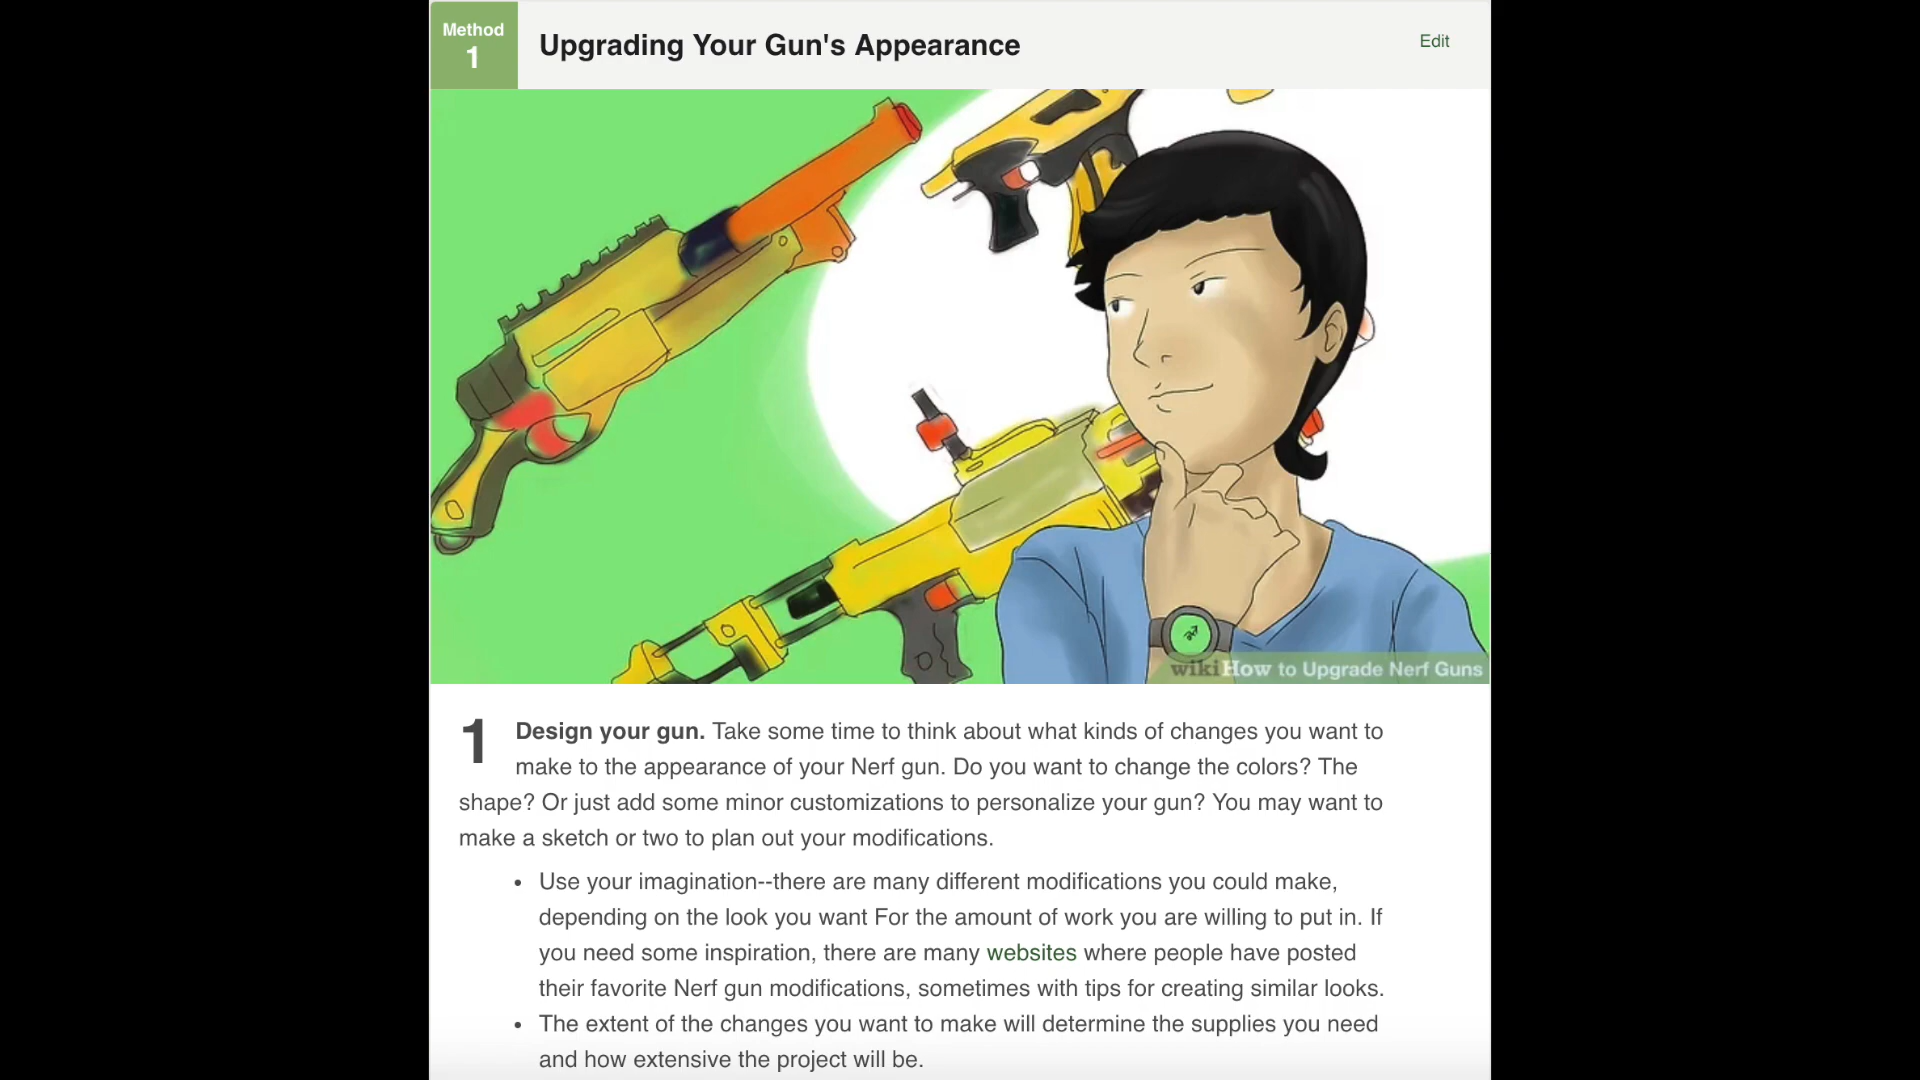 Method
1
Upgrading Your Gun's Appearance
Edit
wikiHow to Upgrade Nerf Guns
1
Design your gun. Take some time to think about what kinds of changes you want to
make to the appearance of your Nerf gun. Do you want to change the colors? The
shape? Or just add some minor customizations to personalize your gun? You may want to
make a sketch or two to plan out your modifications.
• Use your imagination--there are many different modifications you could make,
depending on the look you want For the amount of work you are willing to put in. If
you need some inspiration, there are many websites where people have posted
their favorite Nerf gun modifications, sometimes with tips for creating similar looks.
• The extent of the changes you want to make will determine the supplies you need
and how extensive the project will be.